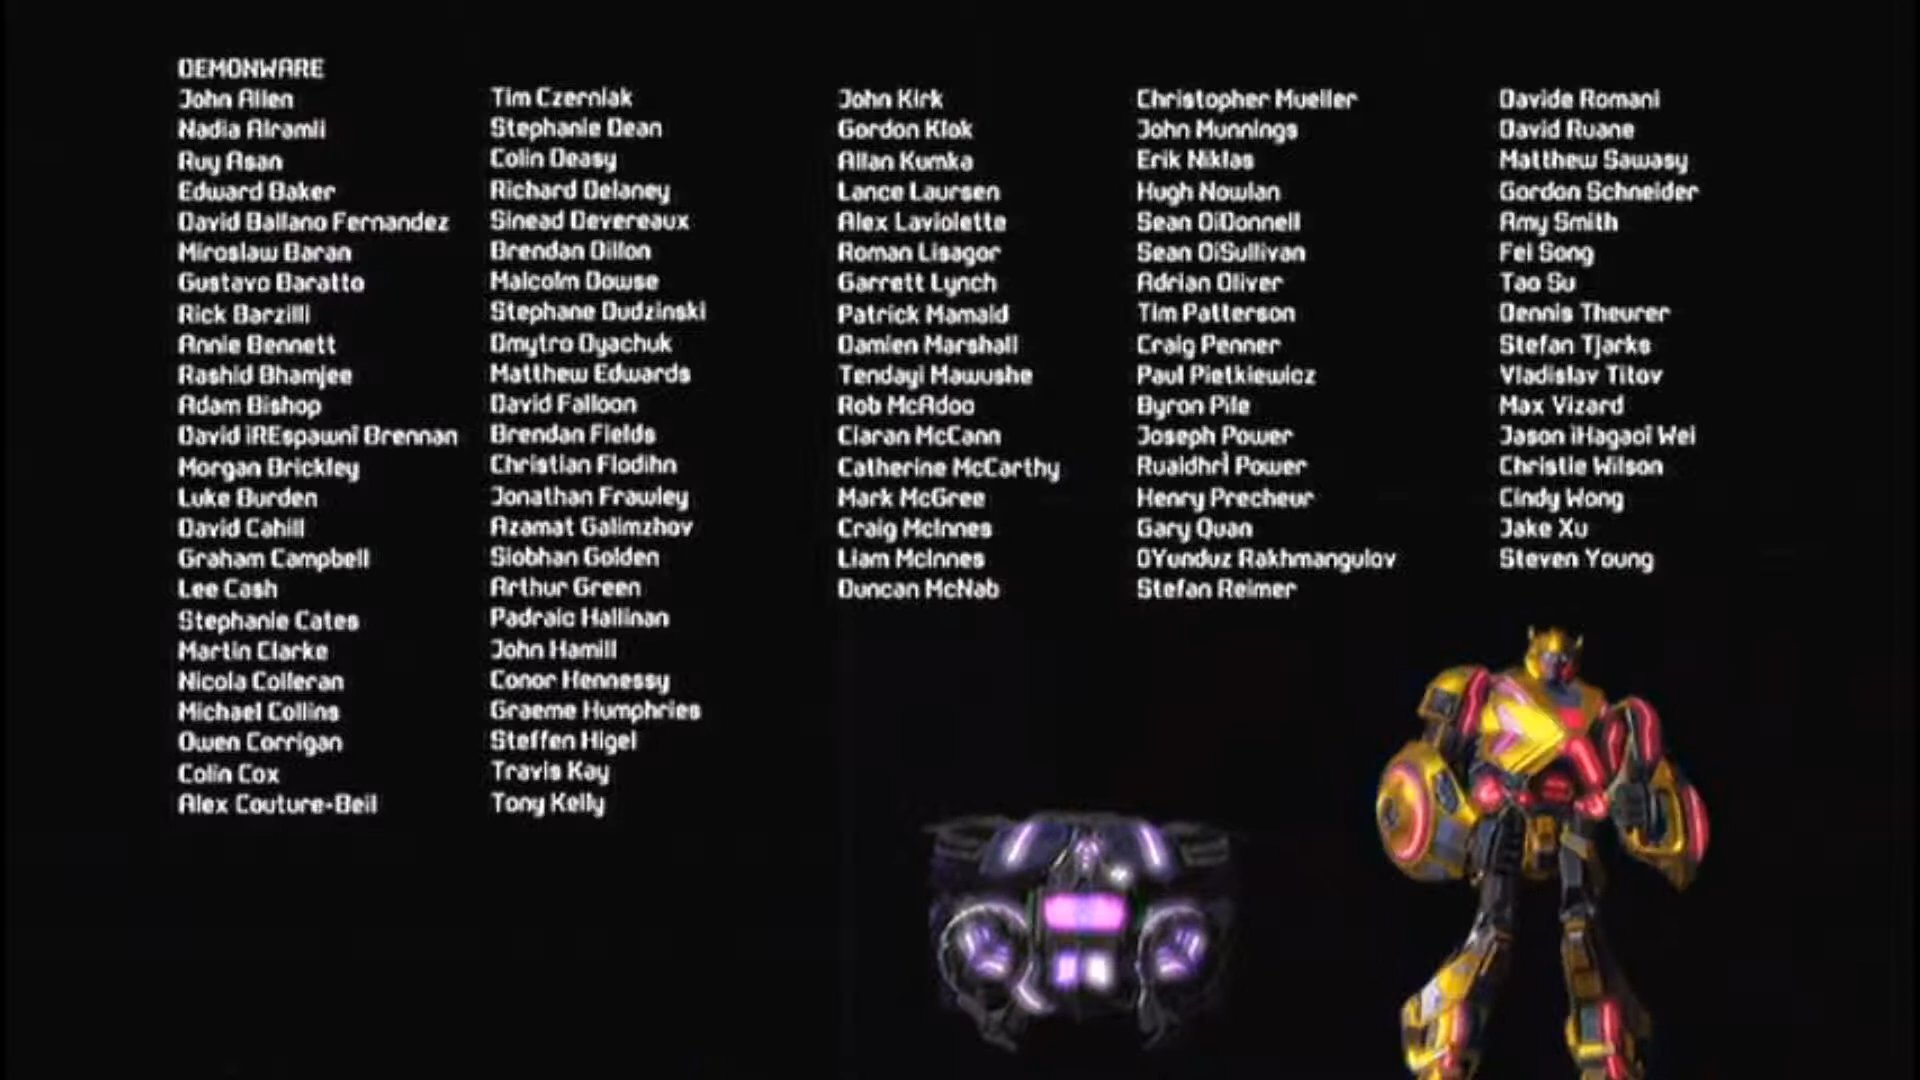 DEMONWARE
John Allen
Nadia Alramli
Ruy Asan
Edward Baker
David Ballano Fernandez
Miroslaw Baran
Gustavo Baratto
Rick Barzilli
Annie Bennett
Rashid Bhamjee
Adam Bishop
David ìREspawnî Brennan
Morgan Brickley
Luke Burden
David Cahill
Graham Campbell
Lee Cash
Stephanie Cates
Martin Clarke
Nicola Colleran
Michael Collins
Owen Corrigan
Colin Cox
Alex Couture-Beil
Tim Czerniak
Stephanie Dean
Colin Deasy
Richard Delaney
Sinead Devereaux
Brendan Dillon
Malcolm Dowse
Stephane Dudzinski
Dmytro Dyachuk
Matthew Edwards
David Falloon
Brendan Fields
Christian Flodihn
Jonathan Frawley
Azamat Galimzhov
Siobhan Golden
Arthur Green
Padraic Hallinan
John Hamill
Conor Hennessy
Graeme Humphries
Steffen Higel
Travis Kay
Tony Kelly
John Kirk
Gordon Klok
Allan Kumka
Lance Laursen
Alex Laviolette
Roman Lisagor
Garrett Lynch
Patrick Mamaid
Damien Marshall
Tendayi Mawushe
Rob McAdoo
Ciaran McCann
Catherine McCarthy
Mark McGree
Craig McInnes
Liam McInnes
Duncan McNab
Christopher Mueller
John Munnings
Erik Niklas
Hugh Nowlan
Sean OíDonnell
Sean OíSullivan
Adrian Oliver
Tim Patterson
Craig Penner
Paul Pietkiewicz
Byron Pile
Joseph Power
Ruaidhrì Power
Henry Precheur
Gary Quan
OYunduz Rakhmangulov
Stefan Reimer
Davide Romani
David Ruane
Matthew Sawasy
Gordon Schneider
Amy Smith
Fei Song
Tao Su
Dennis Theurer
Stefan Tjarks
Vladislav Titov
Max Vizard
Jason ìHagaoî Wei
Christie Wilson
Cindy Wong
Jake Xu
Steven Young